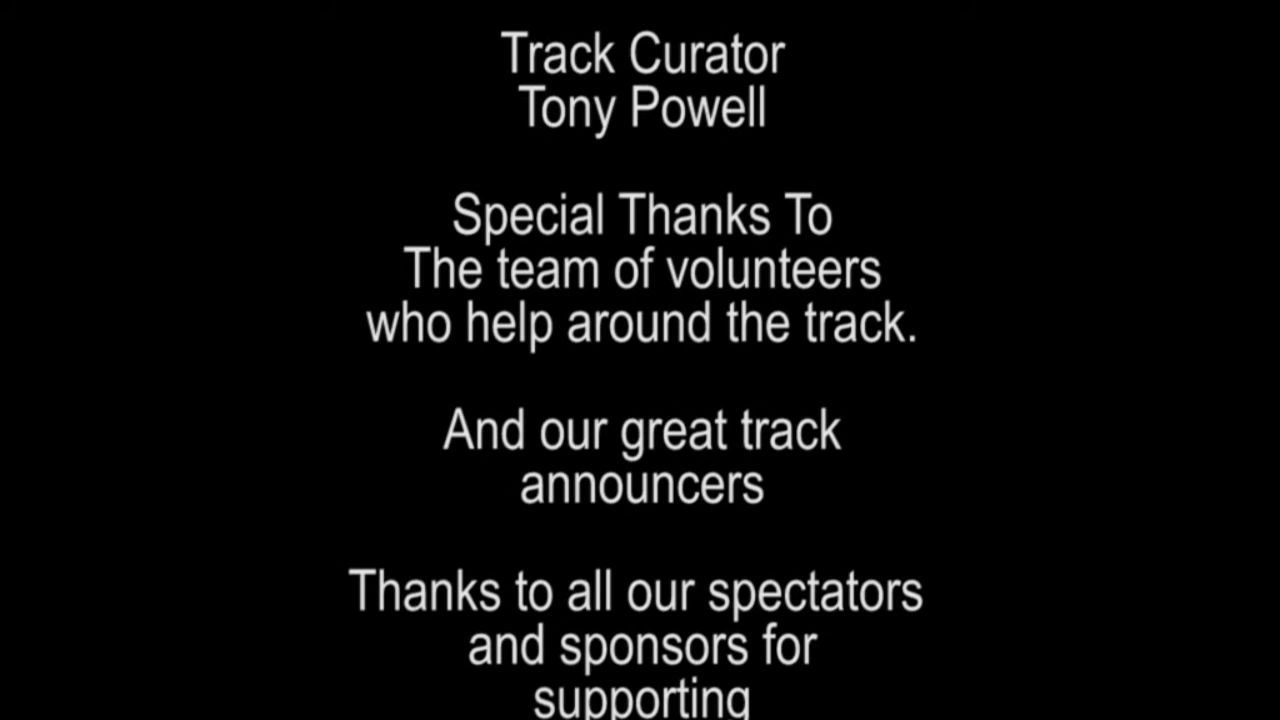 Track Curator
Tony Powell
Special Thanks To
The team of volunteers
who help around the track.
And our great track
announcers
Thanks to all our spectators
and sponsors for
supporting